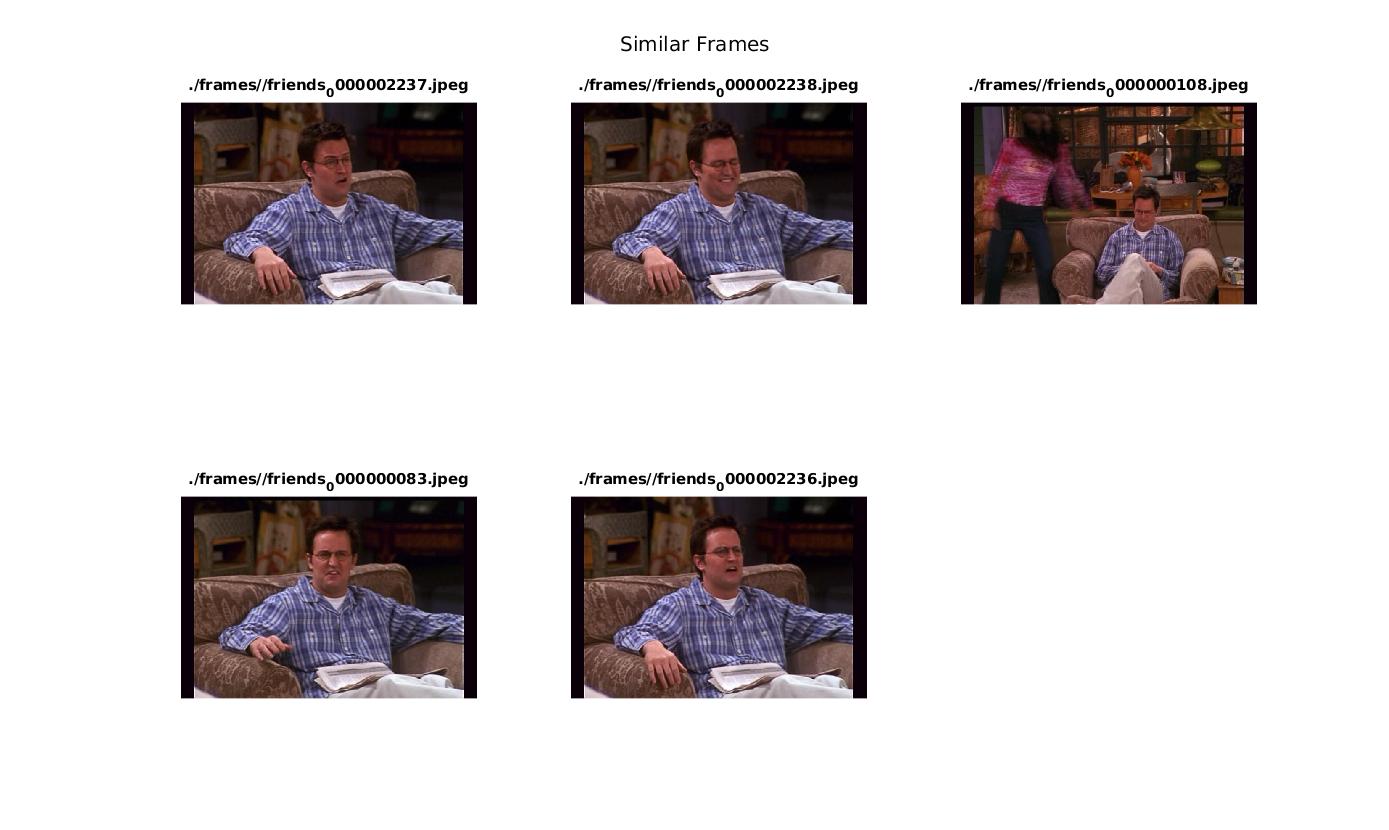 Similar Frames
./frames//friends₀000002237.jpeg
./frames//friends₀000002238.jpeg
./frames//friends₀000000108.jpeg
./frames//friends₀000000083.jpeg
./frames//friends₀000002236.jpeg